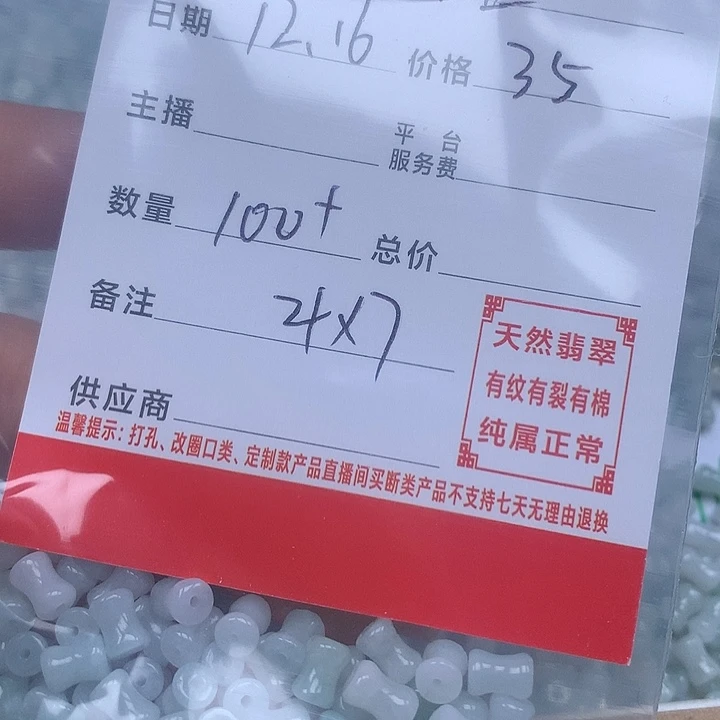 日期 12.16 价格 35
主播 平台服务费
数量 100+ 总价
备注 4×7
天然翡翠
有纹有裂有棉
纯属正常
供应商
温馨提示：打孔、改圈口类、定制款产品直播间买断类产品不支持七天无理由退换